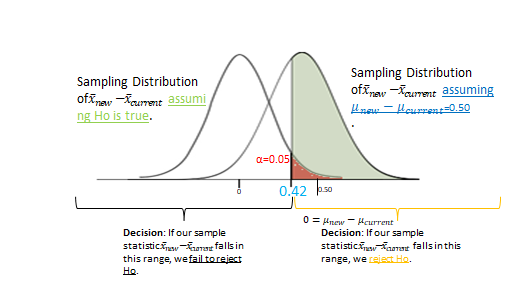 Sampling Distribution
of x̄new −x̄current assumi
ng Ho is true.
Sampling Distribution
of x̄new −x̄current assuming
μnew − μcurrent=0.50
.
α=0.05
0
0.42
0.50
0 = μnew − μcurrent
Decision: If our sample
statistic x̄new−x̄current falls in
this range, we fail to reject
Ho.
Decision: If our sample
statistic x̄new−x̄current falls in this
range, we reject Ho.